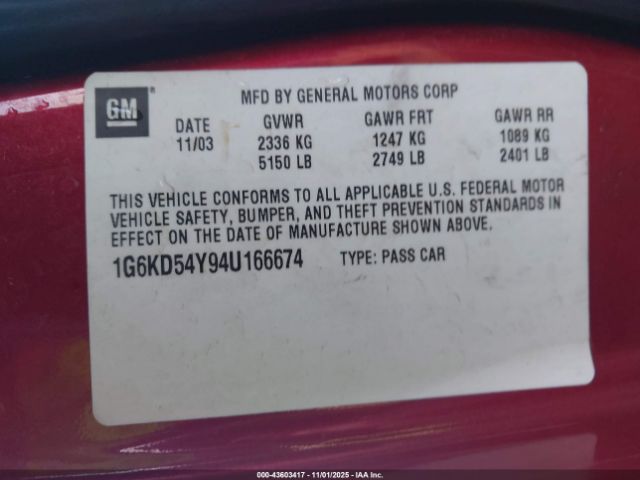 GM
MFD BY GENERAL MOTORS CORP
DATE GVWR GAWR FRT GAWR RR
11/03 2336 KG 1247 KG 1089 KG
5150 LB 2749 LB 2401 LB
THIS VEHICLE CONFORMS TO ALL APPLICABLE U.S. FEDERAL MOTOR
VEHICLE SAFETY, BUMPER, AND THEFT PREVENTION STANDARDS IN
EFFECT ON THE DATE OF MANUFACTURE SHOWN ABOVE.
1G6KD54Y94U166674 TYPE: PASS CAR
000-43603417 - 11/01/2025 - IAA Inc.